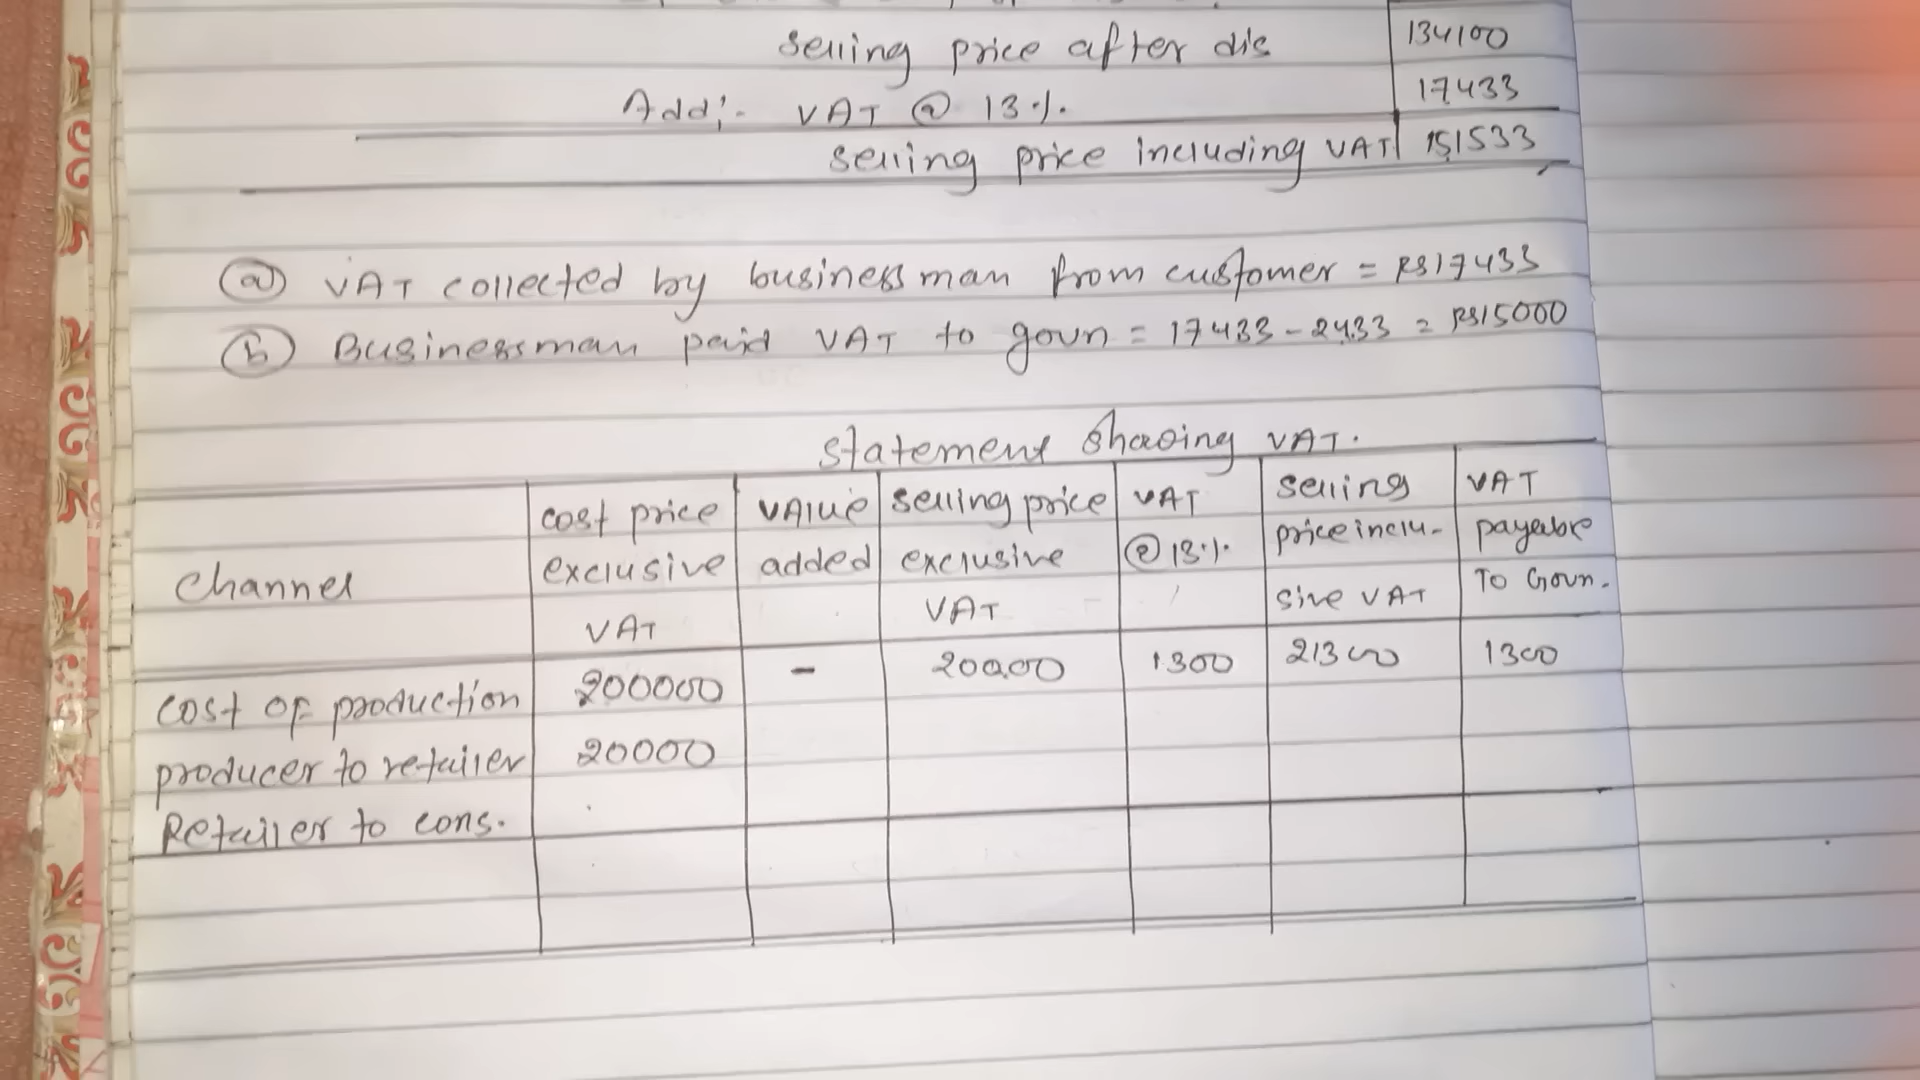 selling price after dis 134100
Add:- VAT @ 13%. 17433
selling price including VAT 151533
(a) VAT collected by businessman from customer = RS17433
(b) Businessman paid VAT to govn = 17433-2433 = RS15000
statement shaoing VAT.
Channel | cost price exclusive VAT | VAlue added | selling price exclusive VAT | VAT @ 13% | selling price inclu- sive VAT | VAT payable To Govn.
cost of production | 200000 | - | 20000 | 1300 | 21300 | 1300
producer to retailer | 20000
Retailer to cons.